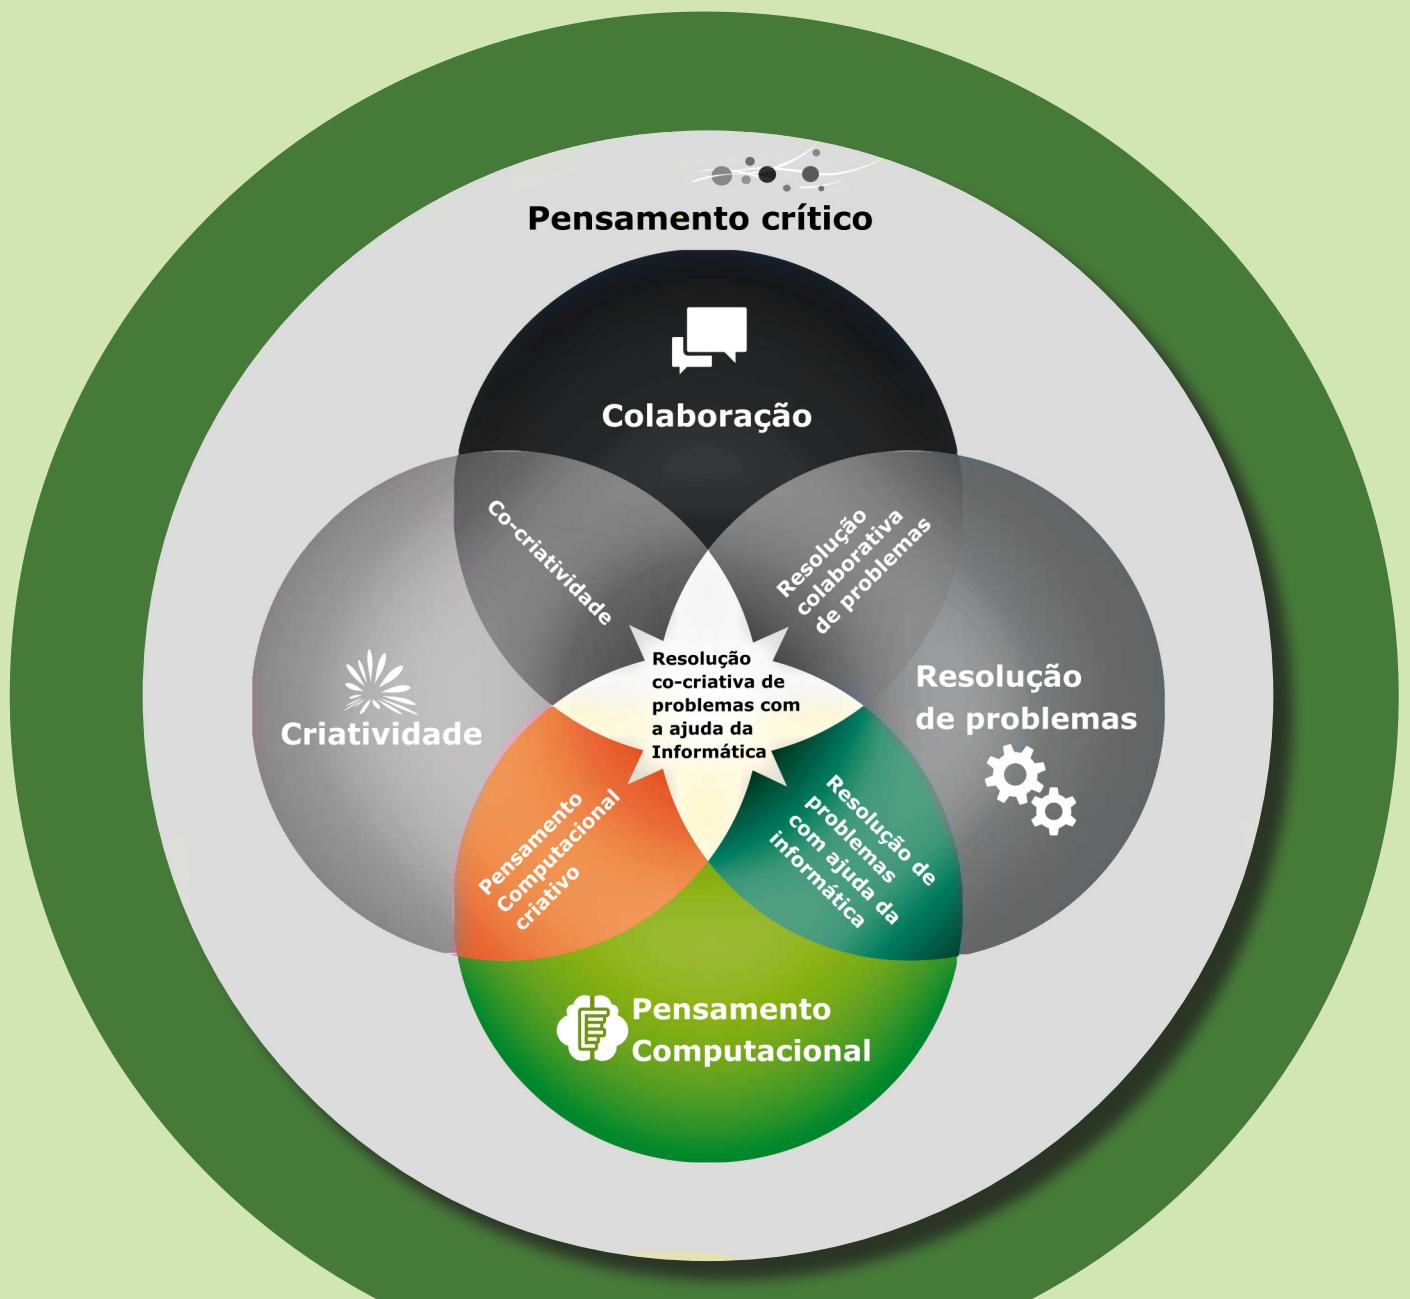 Pensamento crítico
Colaboração
Co-criatividade
Resolução
colaborativa
de problemas
Criatividade
Resolução
co-criativa de
problemas com
a ajuda da
Informática
Resolução
de problemas
Pensamento
Computacional
criativo
Resolução de
problemas
com ajuda da
informática
Pensamento
Computacional